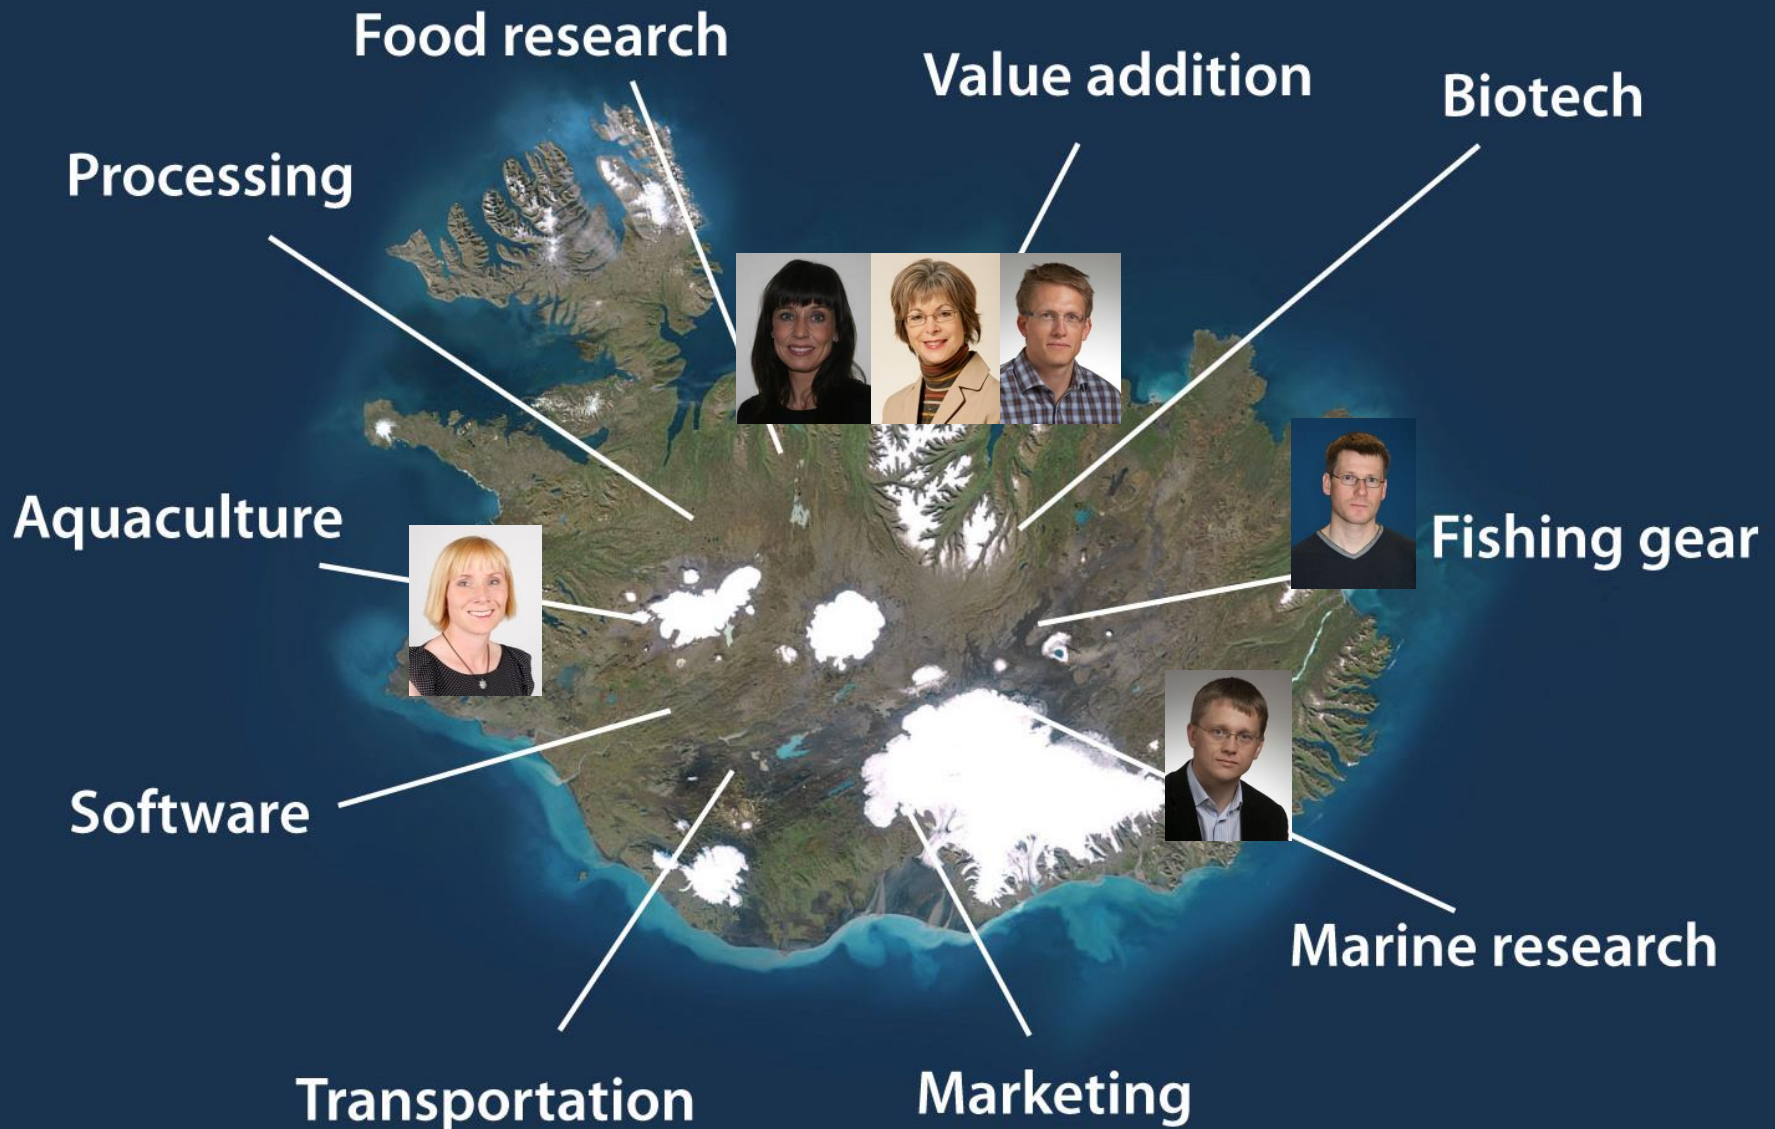 Food research
Value addition
Biotech
Processing
Aquaculture
Fishing gear
Software
Marine research
Transportation
Marketing